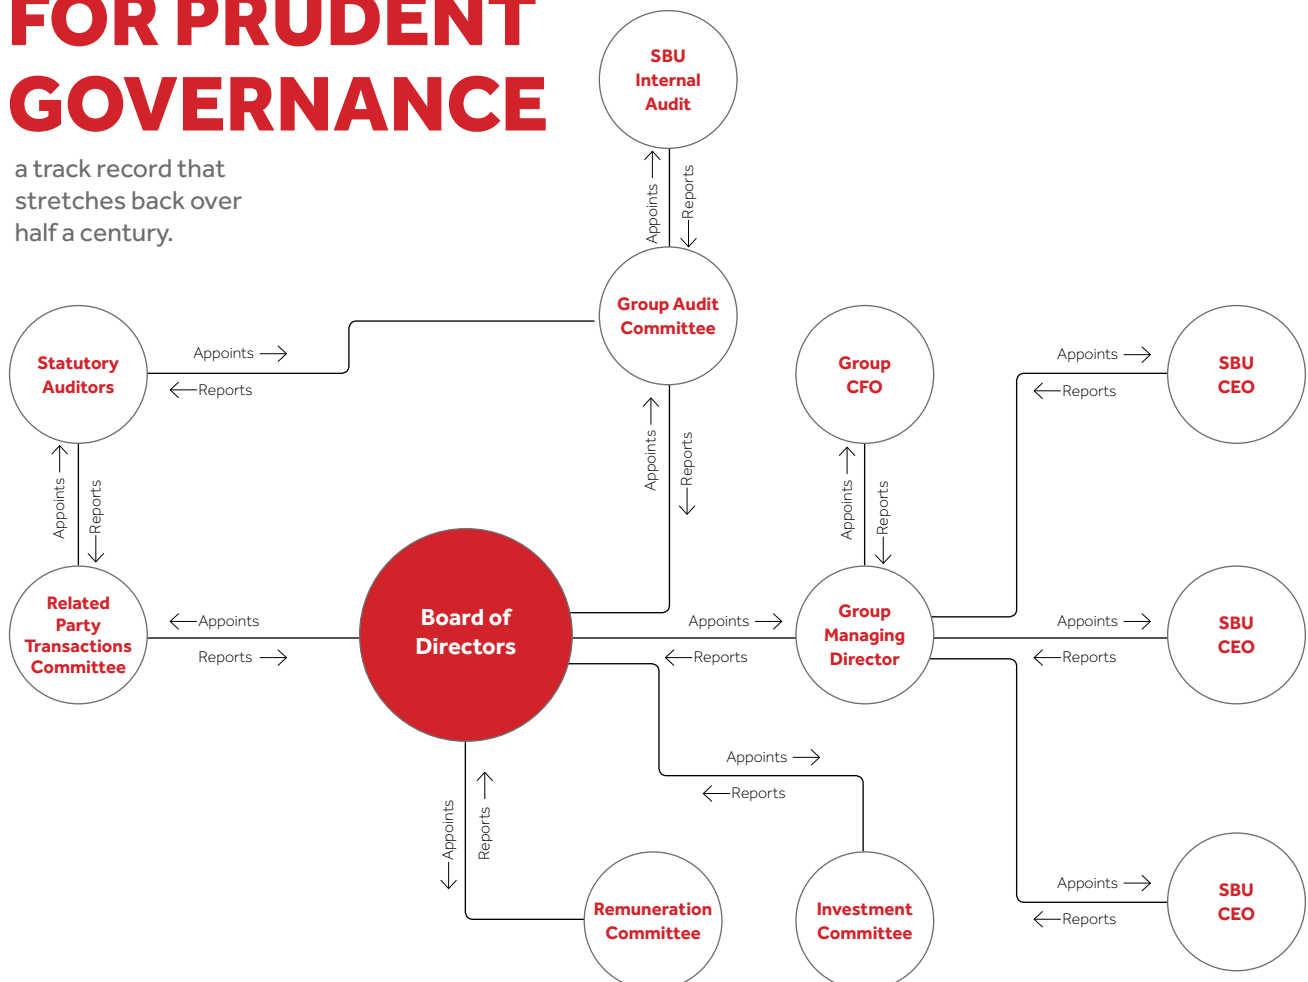 FOR PRUDENT
GOVERNANCE
a track record that
stretches back over
half a century.
SBU
Internal
Audit
Appoints
Reports
Group Audit
Committee
Statutory
Auditors
Appoints
Reports
Group
CFO
Appoints
Reports
SBU
CEO
Appoints
Reports
Appoints
Reports
Appoints
Reports
Related
Party
Transactions
Committee
Appoints
Reports
Board of
Directors
Appoints
Reports
Group
Managing
Director
Appoints
Reports
SBU
CEO
Appoints
Reports
Appoints
Reports
Remuneration
Committee
Investment
Committee
Appoints
Reports
SBU
CEO